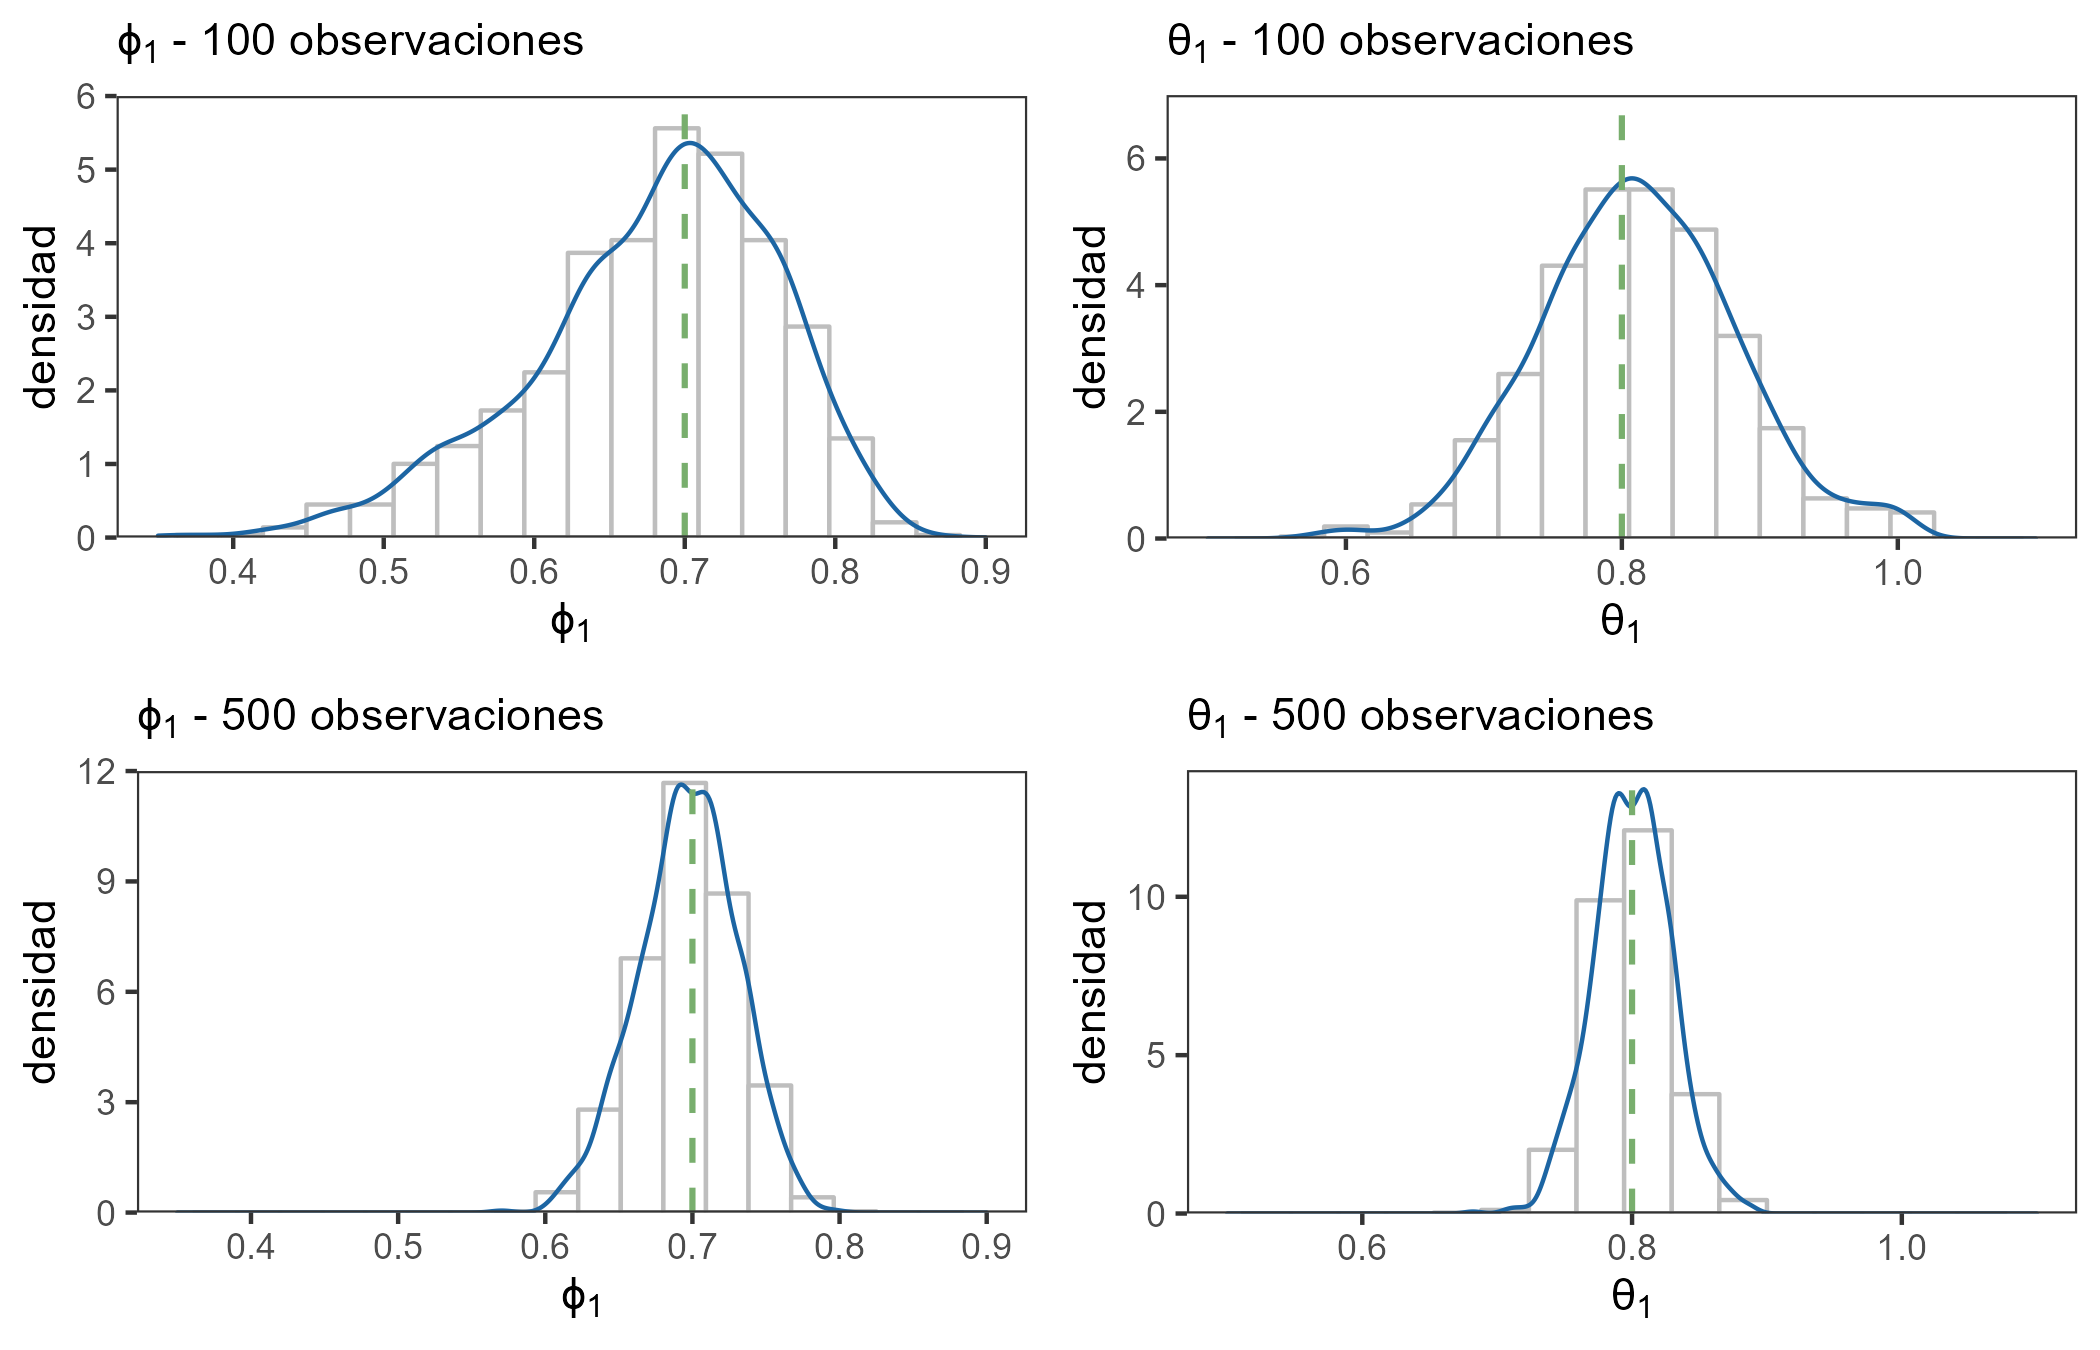 ϕ1 - 100 observaciones
densidad
6
5
4
3
2
1
0
0.4 0.5 0.6 0.7 0.8 0.9
ϕ1
θ1 - 100 observaciones
densidad
6
4
2
0
0.6 0.8 1.0
θ1
ϕ1 - 500 observaciones
densidad
12
9
6
3
0
0.4 0.5 0.6 0.7 0.8 0.9
ϕ1
θ1 - 500 observaciones
densidad
10
5
0
0.6 0.8 1.0
θ1